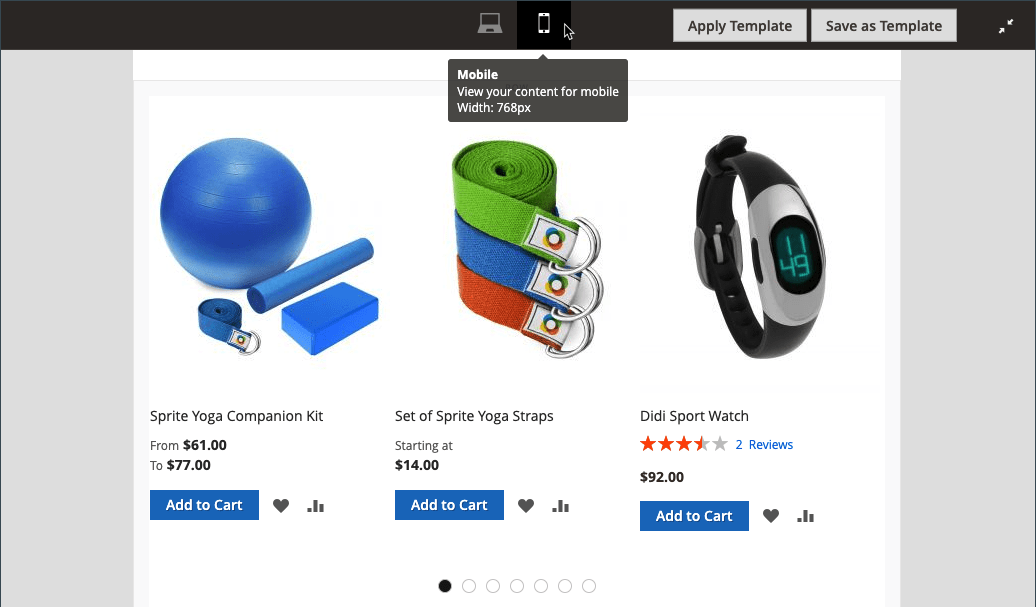 Apply Template
Save as Template
Mobile
View your content for mobile
Width: 768px
11
49
Sprite Yoga Companion Kit
From $61.00
To $77.00
Add to Cart
Set of Sprite Yoga Straps
Starting at
$14.00
Add to Cart
Didi Sport Watch
2 Reviews
$92.00
Add to Cart